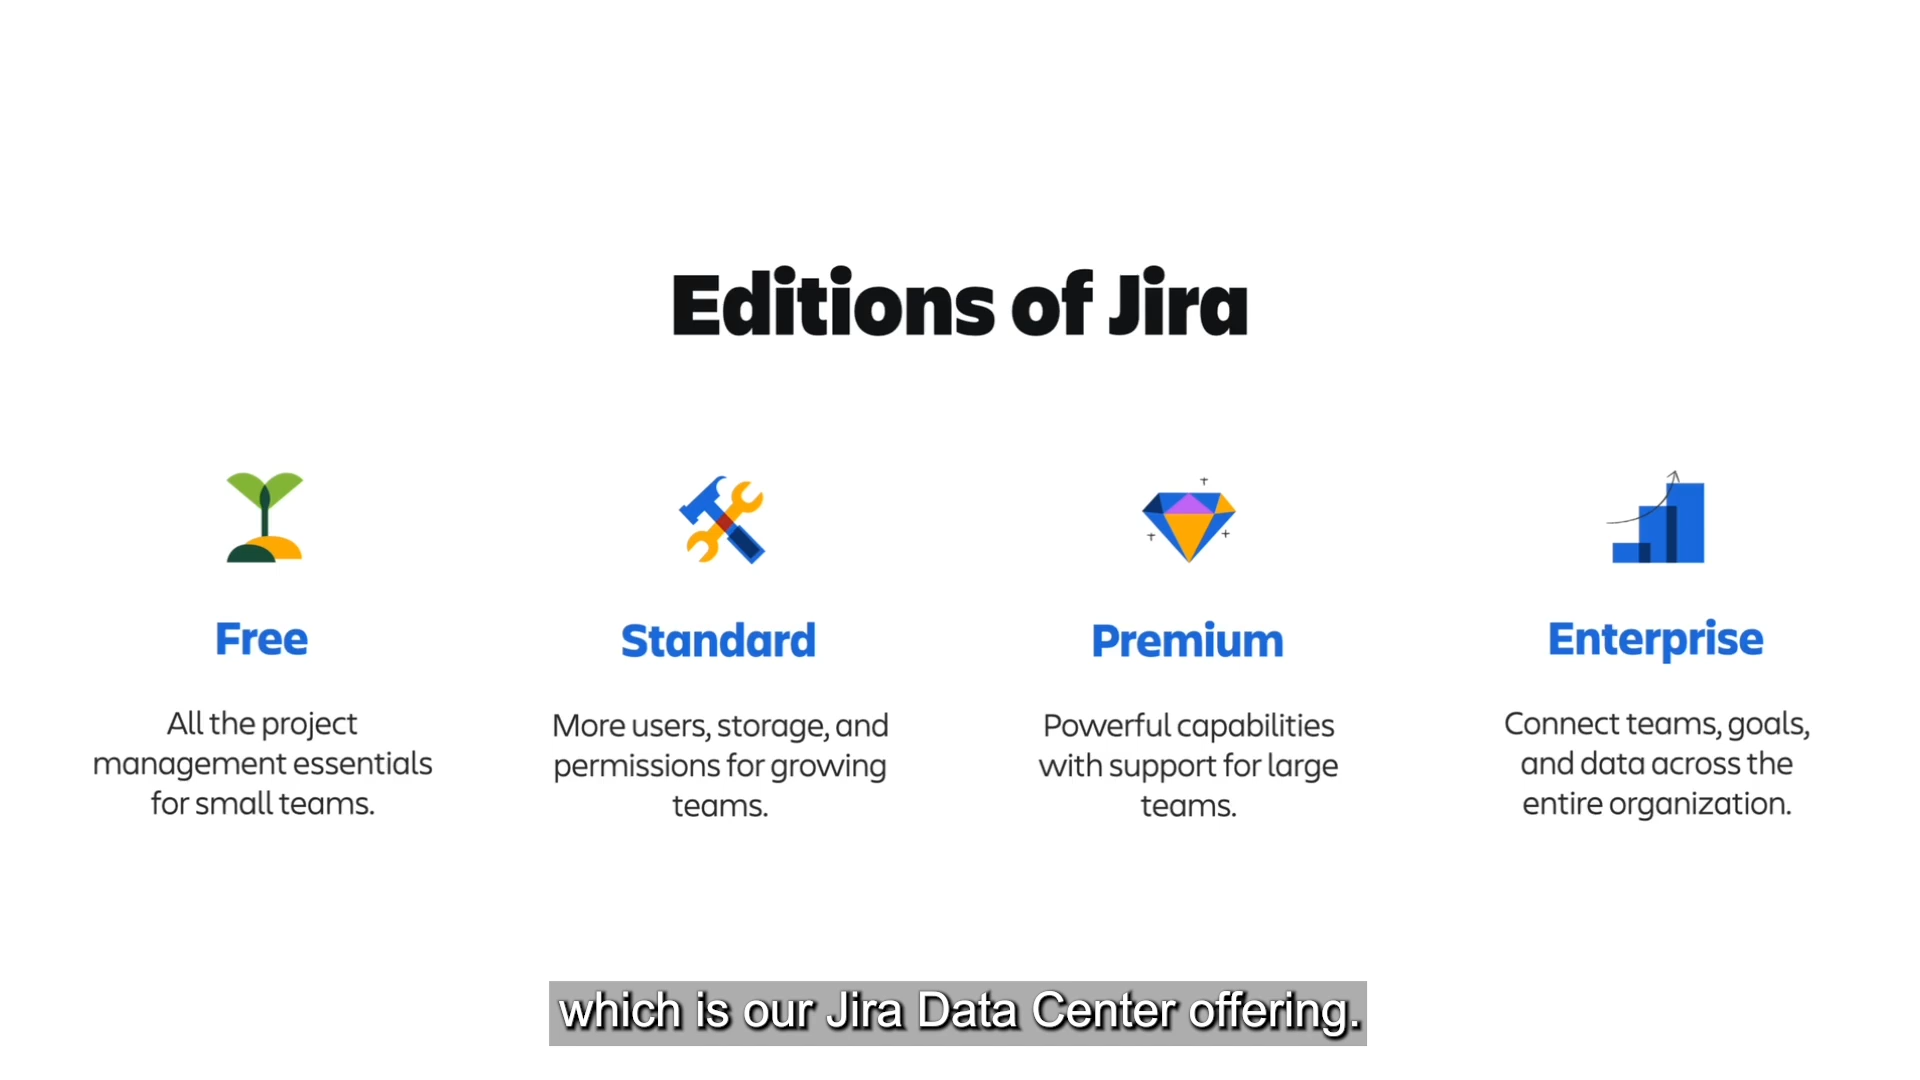 Editions of Jira
Free
All the project
management essentials
for small teams.
Standard
More users, storage, and
permissions for growing
teams.
Premium
Powerful capabilities
with support for large
teams.
Enterprise
Connect teams, goals,
and data across the
entire organization.
which is our Jira Data Center offering.